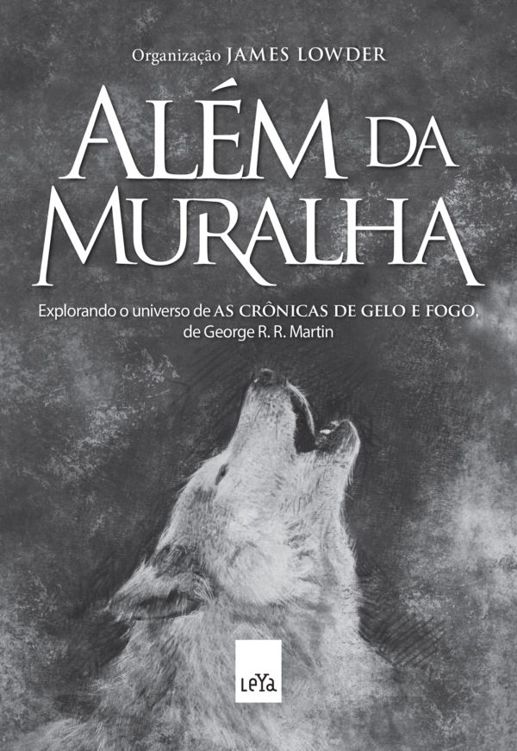 Organização JAMES LOWDER
ALÉM DA
MURALHA
Explorando o universo de AS CRÔNICAS DE GELO E FOGO,
de George R. R. Martin
LeYa